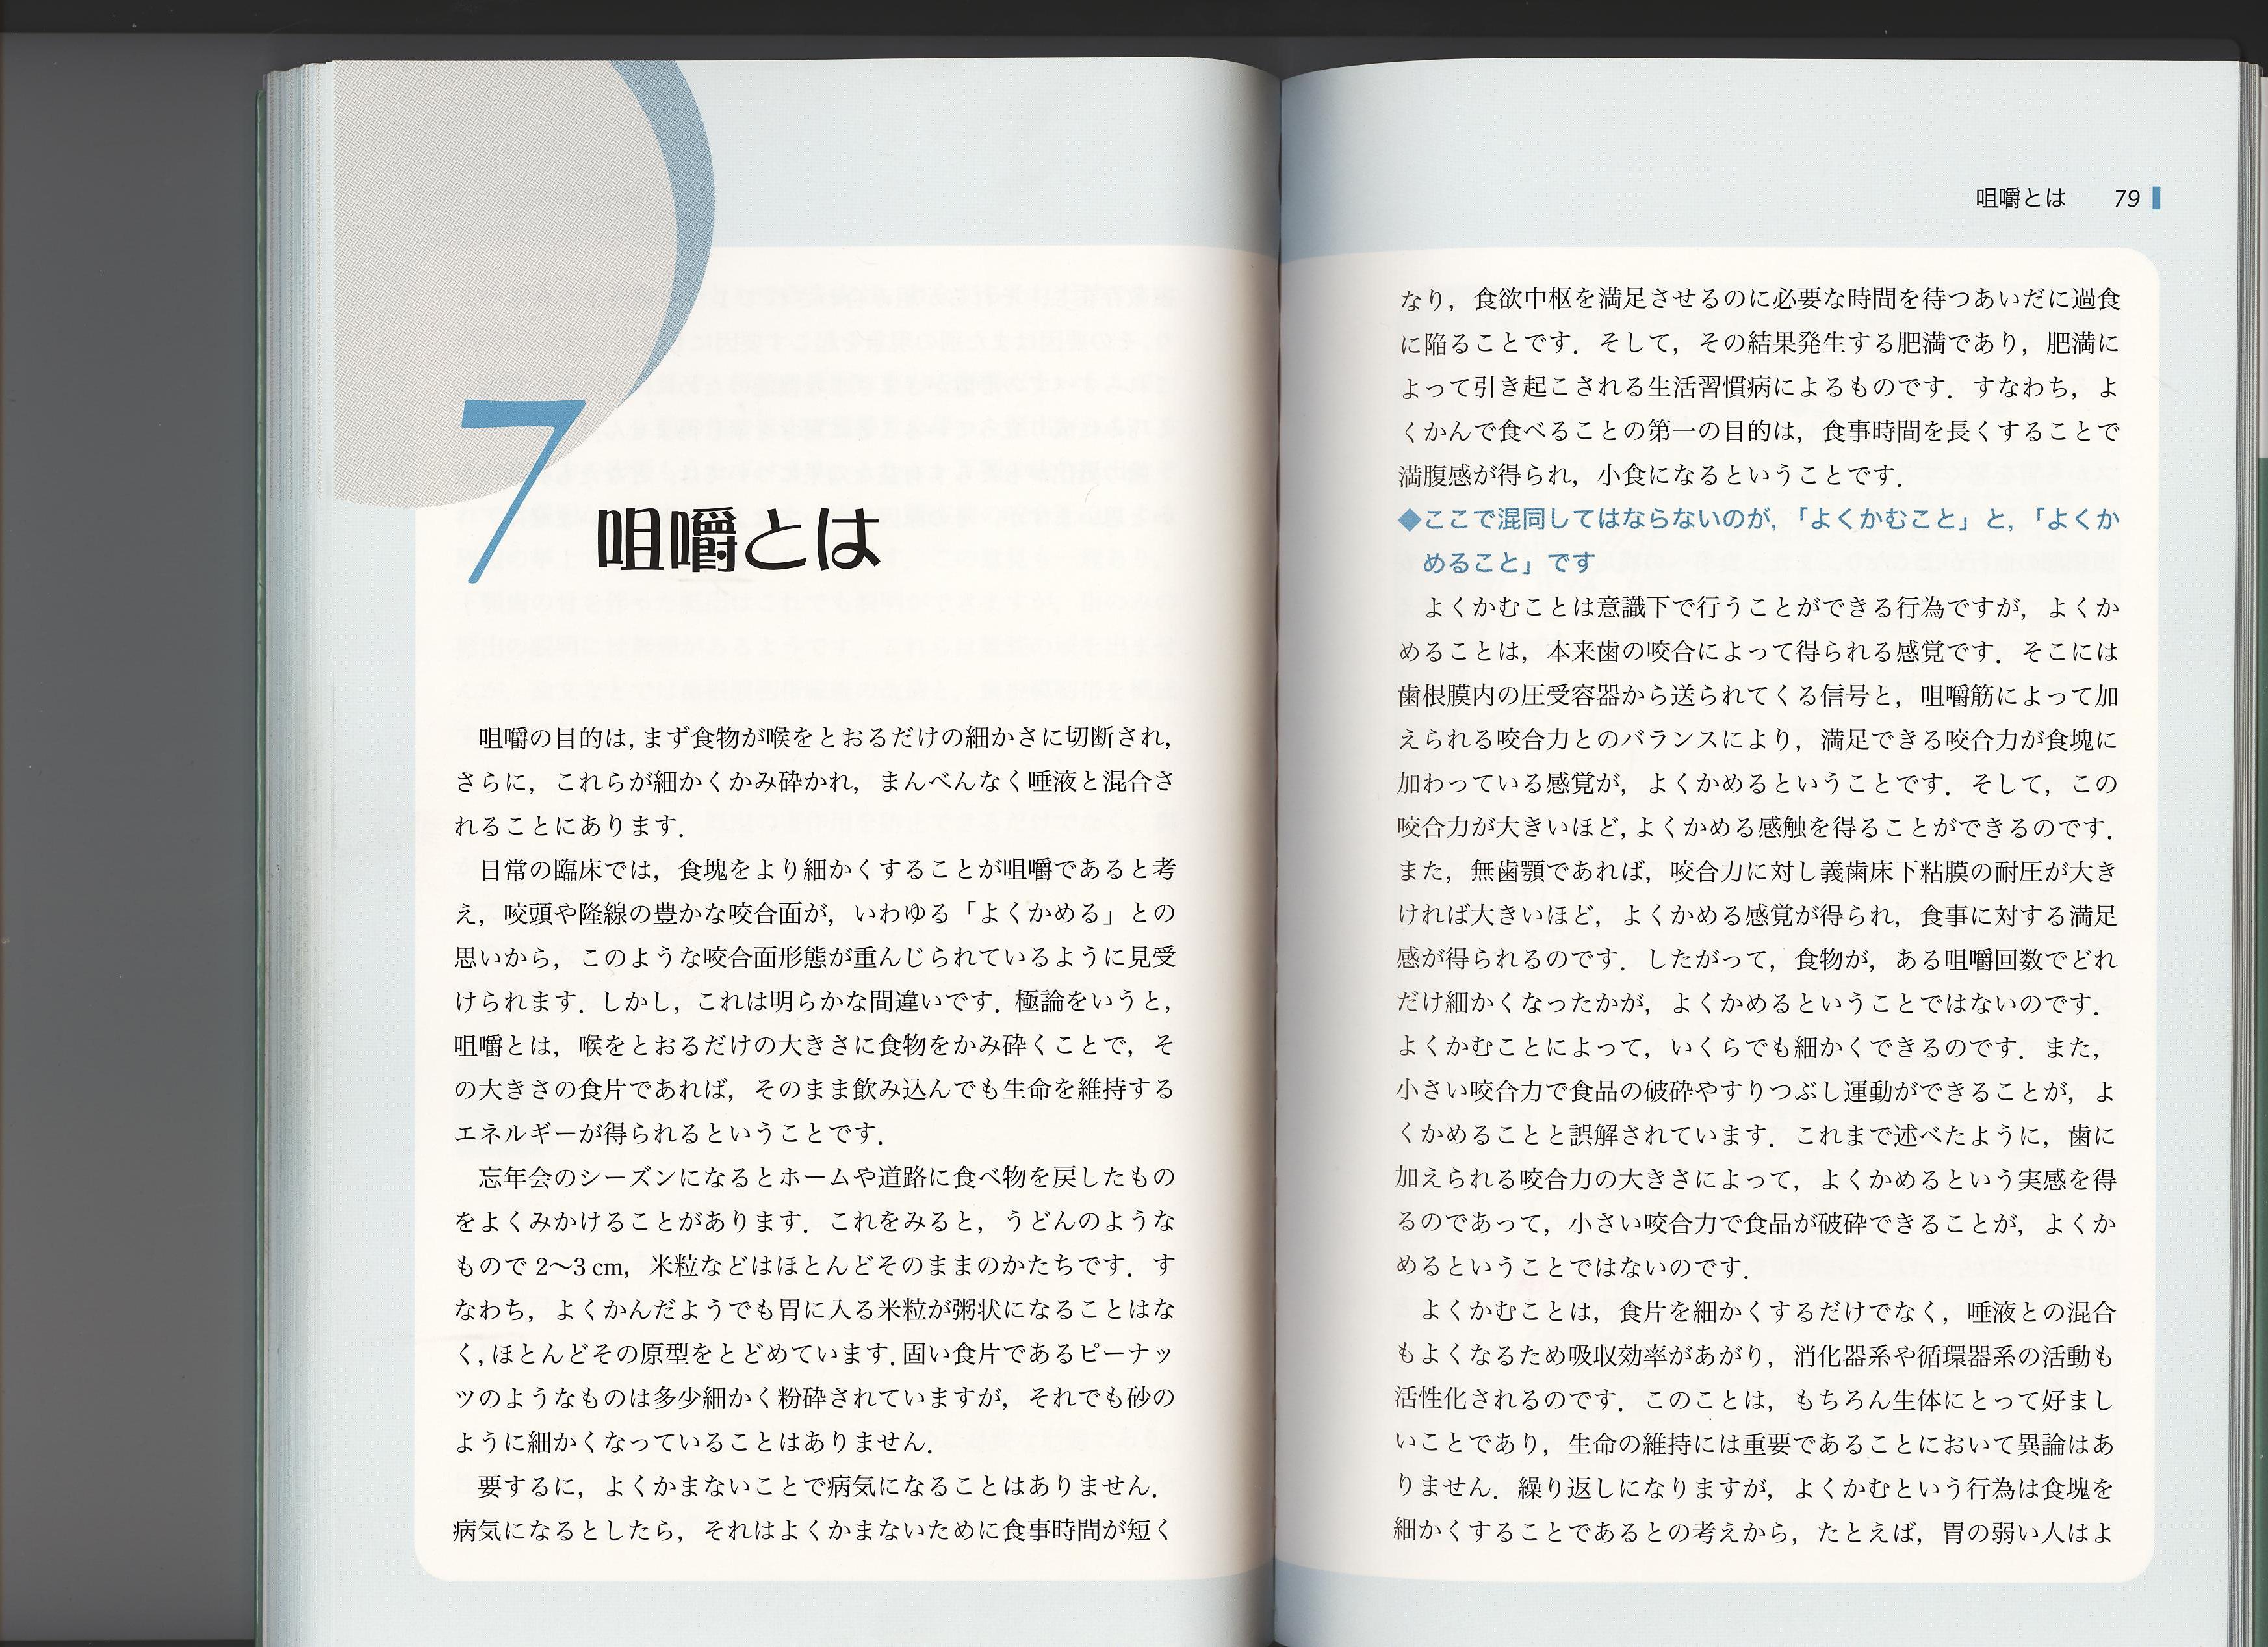 7
咀嚼とは
咀嚼の目的は，まず食物が喉をとおるだけの細かさに切断され，
さらに，これらが細かくかみ砕かれ，まんべんなく唾液と混合さ
れることにあります．
日常の臨床では，食塊をより細かくすることが咀嚼であると考
え，咬頭や隆線の豊かな咬合面が，いわゆる「よくかめる」との
思いから，このような咬合面形態が重んじられているように見受
けられます．しかし，これは明らかな間違いです．極論をいうと，
咀嚼とは，喉をとおるだけの大きさに食物をかみ砕くことで，そ
の大きさの食片であれば，そのまま飲み込んでも生命を維持する
エネルギーが得られるということです．
忘年会のシーズンになるとホームや道路に食べ物を戻したもの
をよくみかけることがあります．これをみると，うどんのような
もので 2〜3 cm，米粒などはほとんどそのままのかたちです．す
なわち，よくかんだようでも胃に入る米粒が粥状になることはな
く，ほとんどその原型をとどめています．固い食片であるピーナッ
ツのようなものは多少細かく粉砕されていますが，それでも砂の
ように細かくなっていることはありません．
要するに，よくかまないことで病気になることはありません．
病気になるとしたら，それはよくかまないために食事時間が短く
咀嚼とは 79
なり，食欲中枢を満足させるのに必要な時間を待つあいだに過食
に陥ることです．そして，その結果発生する肥満であり，肥満に
よって引き起こされる生活習慣病によるものです．すなわち，よ
くかんで食べることの第一の目的は，食事時間を長くすることで
満腹感が得られ，小食になるということです．
◆ここで混同してはならないのが，「よくかむこと」と，「よくか
めること」です
よくかむことは意識下で行うことができる行為ですが，よくか
めることは，本来歯の咬合によって得られる感覚です．そこには
歯根膜内の圧受容器から送られてくる信号と，咀嚼筋によって加
えられる咬合力とのバランスにより，満足できる咬合力が食塊に
加わっている感覚が，よくかめるということです．そして，この
咬合力が大きいほど，よくかめる感触を得ることができるのです．
また，無歯顎であれば，咬合力に対し義歯床下粘膜の耐圧が大き
ければ大きいほど，よくかめる感覚が得られ，食事に対する満足
感が得られるのです．したがって，食物が，ある咀嚼回数でどれ
だけ細かくなったかが，よくかめるということではないのです．
よくかむことによって，いくらでも細かくできるのです．また，
小さい咬合力で食品の破砕やすりつぶし運動ができることが，よ
くかめることと誤解されています．これまで述べたように，歯に
加えられる咬合力の大きさによって，よくかめるという実感を得
るのであって，小さい咬合力で食品が破砕できることが，よくか
めるということではないのです．
よくかむことは，食片を細かくするだけでなく，唾液との混合
もよくなるため吸収効率があがり，消化器系や循環器系の活動も
活性化されるのです．このことは，もちろん生体にとって好まし
いことであり，生命の維持には重要であることにおいて異論はあ
りません．繰り返しになりますが，よくかむという行為は食塊を
細かくすることであるとの考えから，たとえば，胃の弱い人はよ